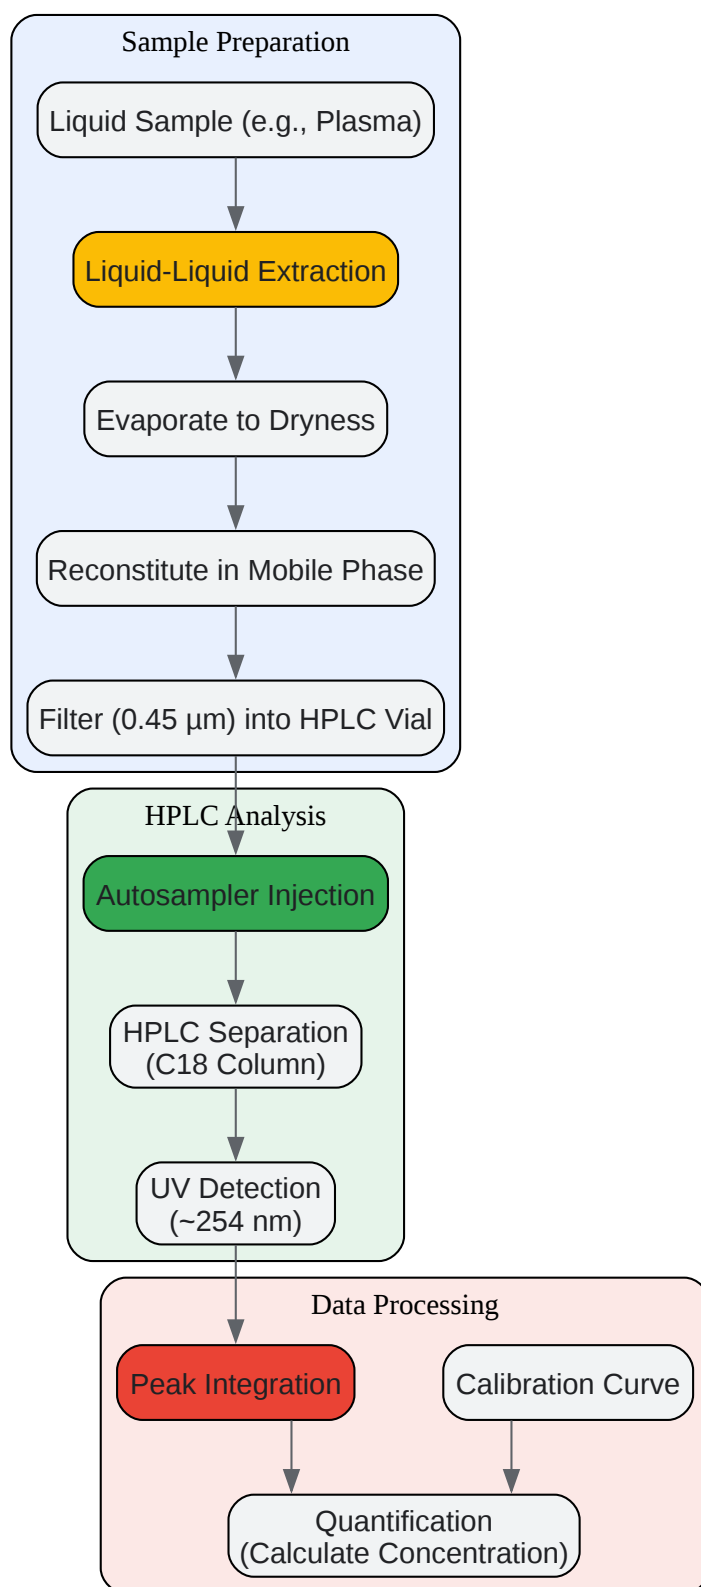 Sample Preparation
Liquid Sample (e.g., Plasma)
Liquid-Liquid Extraction
Evaporate to Dryness
Reconstitute in Mobile Phase
Filter (0.45 µm) into HPLC Vial
HPLC Analysis
Autosampler Injection
HPLC Separation
(C18 Column)
UV Detection
(~254 nm)
Data Processing
Peak Integration
Calibration Curve
Quantification
(Calculate Concentration)